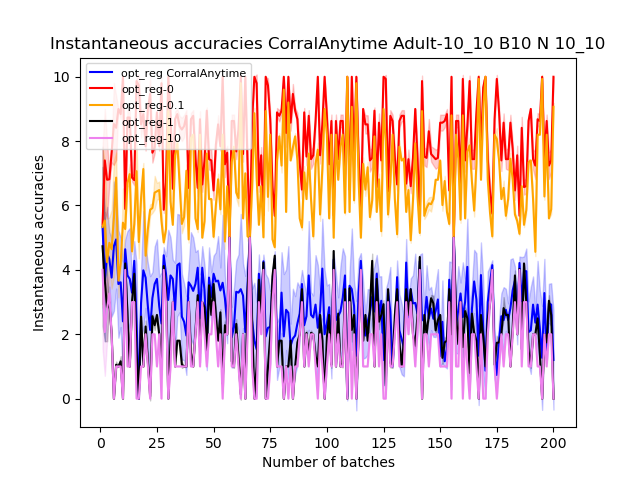 Instantaneous accuracies CorralAnytime Adult-10_10 B10 N 10_10
opt_reg CorralAnytime
opt_reg-0
opt_reg-0.1
opt_reg-1
opt_reg-10
Instantaneous accuracies
10
8
6
4
2
0
0 25 50 75 100 125 150 175 200
Number of batches